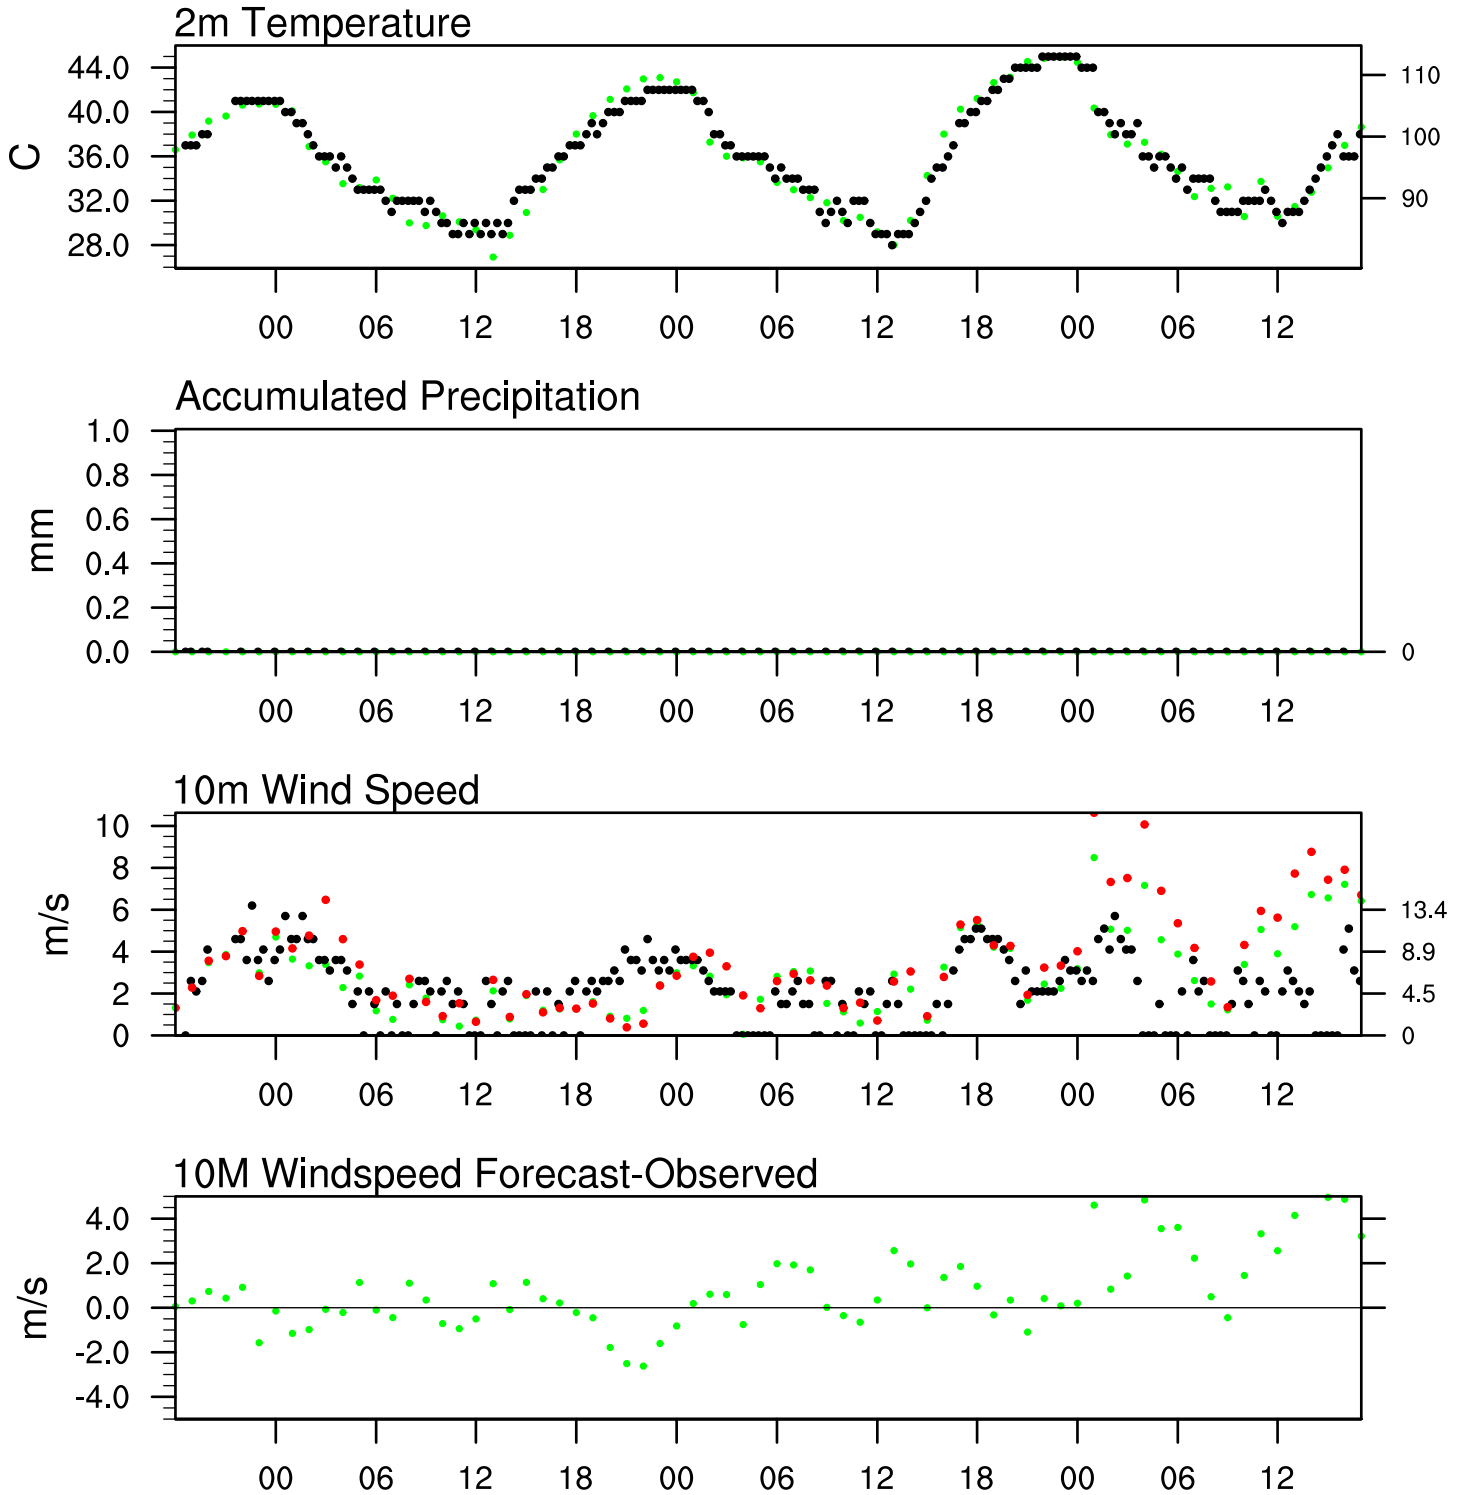 2m Temperature
44.0
40.0
36.0
32.0
28.0
C
110
100
90
00 06 12 18 00 06 12 18 00 06 12
Accumulated Precipitation
1.0
0.8
0.6
0.4
0.2
0.0
mm
0
00 06 12 18 00 06 12 18 00 06 12
10m Wind Speed
10
8
6
4
2
0
m/s
13.4
8.9
4.5
0
00 06 12 18 00 06 12 18 00 06 12
10M Windspeed Forecast-Observed
4.0
2.0
0.0
-2.0
-4.0
m/s
00 06 12 18 00 06 12 18 00 06 12